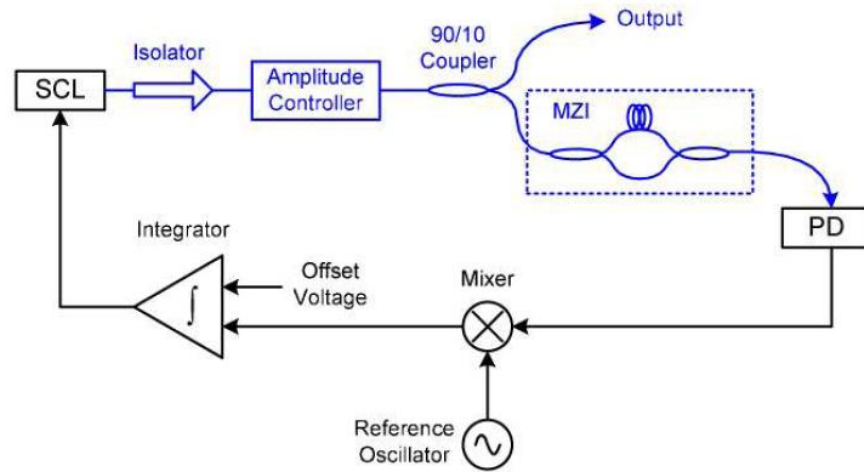 Output
90/10
Coupler
Isolator
SCL
Amplitude
Controller
MZI
PD
Integrator
∫
Offset
Voltage
Mixer
Reference
Oscillator